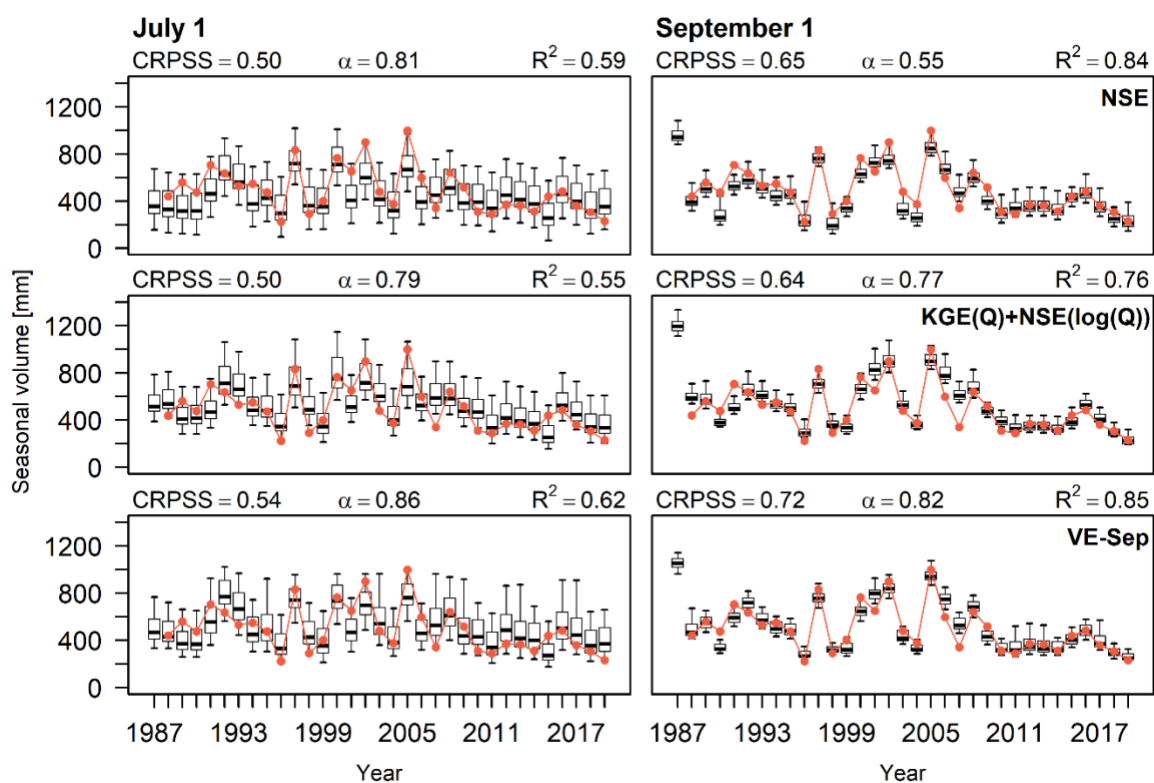 July 1 September 1
CRPSS = 0.50 α = 0.81 R² = 0.59 CRPSS = 0.65 α = 0.55 R² = 0.84
NSE
1200
800
400
0
CRPSS = 0.50 α = 0.79 R² = 0.55 CRPSS = 0.64 α = 0.77 R² = 0.76
KGE(Q)+NSE(log(Q))
1200
800
400
0
Seasonal volume [mm]
CRPSS = 0.54 α = 0.86 R² = 0.62 CRPSS = 0.72 α = 0.82 R² = 0.85
VE-Sep
1200
800
400
0
1987 1993 1999 2005 2011 2017 1987 1993 1999 2005 2011 2017
Year Year